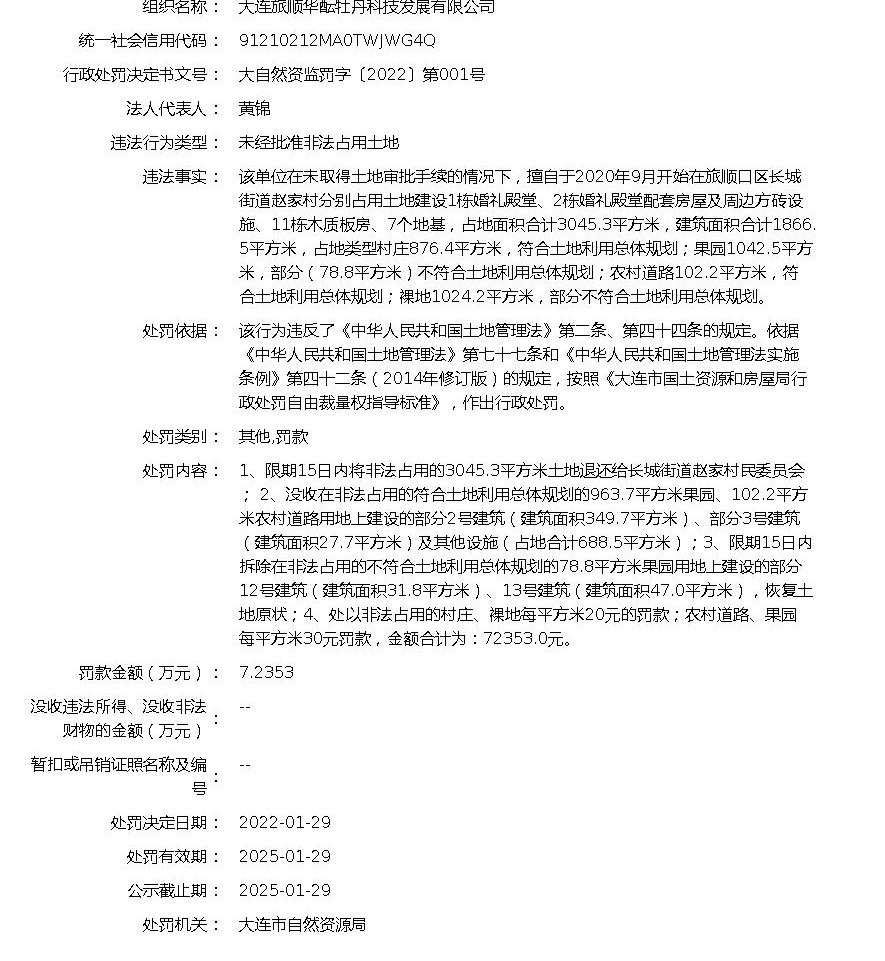 组织名称： 大连旅顺华酝牡丹科技发展有限公司
统一社会信用代码： 91210212MA0TWJWG4Q
行政处罚决定书文号： 大自然资监罚字〔2022〕第001号
法人代表人： 黄锦
违法行为类型： 未经批准非法占用土地
违法事实： 该单位在未取得土地审批手续的情况下，擅自于2020年9月开始在旅顺口区长城
街道赵家村分别占用土地建设1栋婚礼殿堂、2栋婚礼殿堂配套房屋及周边方砖设
施、11栋木质板房、7个地基，占地面积合计3045.3平方米，建筑面积合计1866.
5平方米，占地类型村庄876.4平方米，符合土地利用总体规划；果园1042.5平方
米，部分（78.8平方米）不符合土地利用总体规划；农村道路102.2平方米，符
合土地利用总体规划；裸地1024.2平方米，部分不符合土地利用总体规划。
处罚依据： 该行为违反了《中华人民共和国土地管理法》第二条、第四十四条的规定。依据
《中华人民共和国土地管理法》第七十七条和《中华人民共和国土地管理法实施
条例》第四十二条（2014年修订版）的规定，按照《大连市国土资源和房屋局行
政处罚自由裁量权指导标准》，作出行政处罚。
处罚类别： 其他,罚款
处罚内容： 1、限期15日内将非法占用的3045.3平方米土地退还给长城街道赵家村民委员会
；2、没收在非法占用的符合土地利用总体规划的963.7平方米果园、102.2平方
米农村道路用地上建设的部分2号建筑（建筑面积349.7平方米）、部分3号建筑
（建筑面积27.7平方米）及其他设施（占地合计688.5平方米）；3、限期15日内
拆除在非法占用的不符合土地利用总体规划的78.8平方米果园用地上建设的部分
12号建筑（建筑面积31.8平方米）、13号建筑（建筑面积47.0平方米），恢复土
地原状；4、处以非法占用的村庄、裸地每平方米20元的罚款；农村道路、果园
每平方米30元罚款，金额合计为：72353.0元。
罚款金额（万元）： 7.2353
没收违法所得、没收非法
财物的金额（万元）： --
暂扣或吊销证照名称及编
号： --
处罚决定日期： 2022-01-29
处罚有效期： 2025-01-29
公示截止期： 2025-01-29
处罚机关： 大连市自然资源局